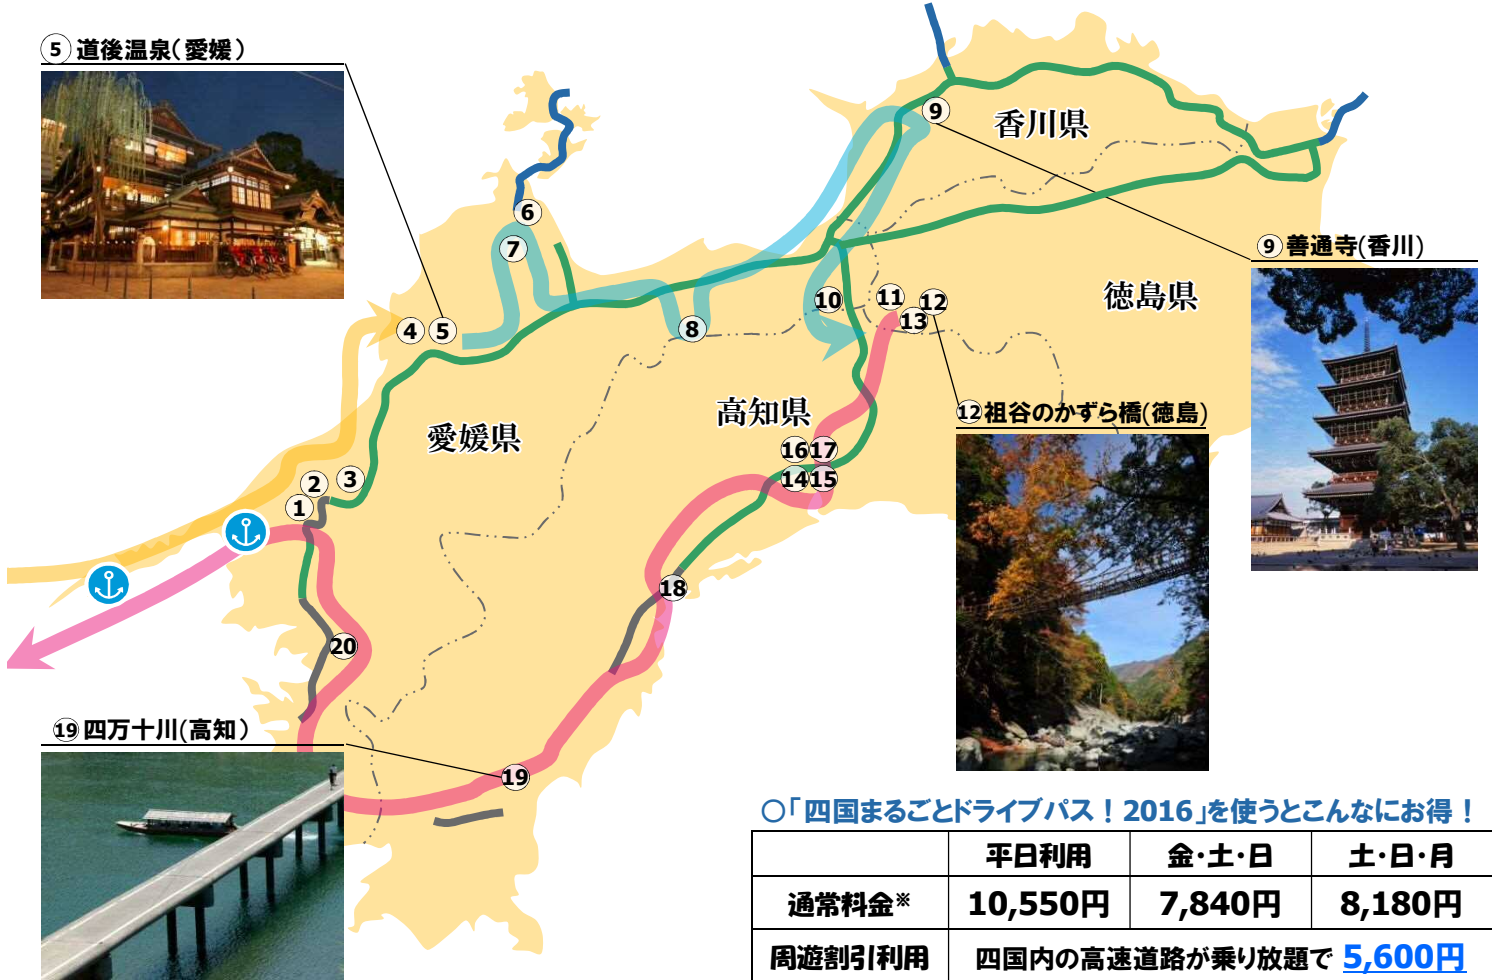 ⑤ 道後温泉(愛媛)
⑥
⑦
⑨
香川県
⑨ 善通寺(香川)
徳島県
④ ⑤
⑧
⑩
⑪ ⑫
⑬
高知県
⑫祖谷のかずら橋(徳島)
愛媛県
⑯⑰
⑭⑮
③
②
①
⑱
⑳
⑲四万十川(高知)
⑲
〇「四国まるごとドライブパス！2016」を使うとこんなにお得！
平日利用 金・土・日 土・日・月
通常料金※ 10,550円 7,840円 8,180円
周遊割引利用 四国内の高速道路が乗り放題で 5,600円